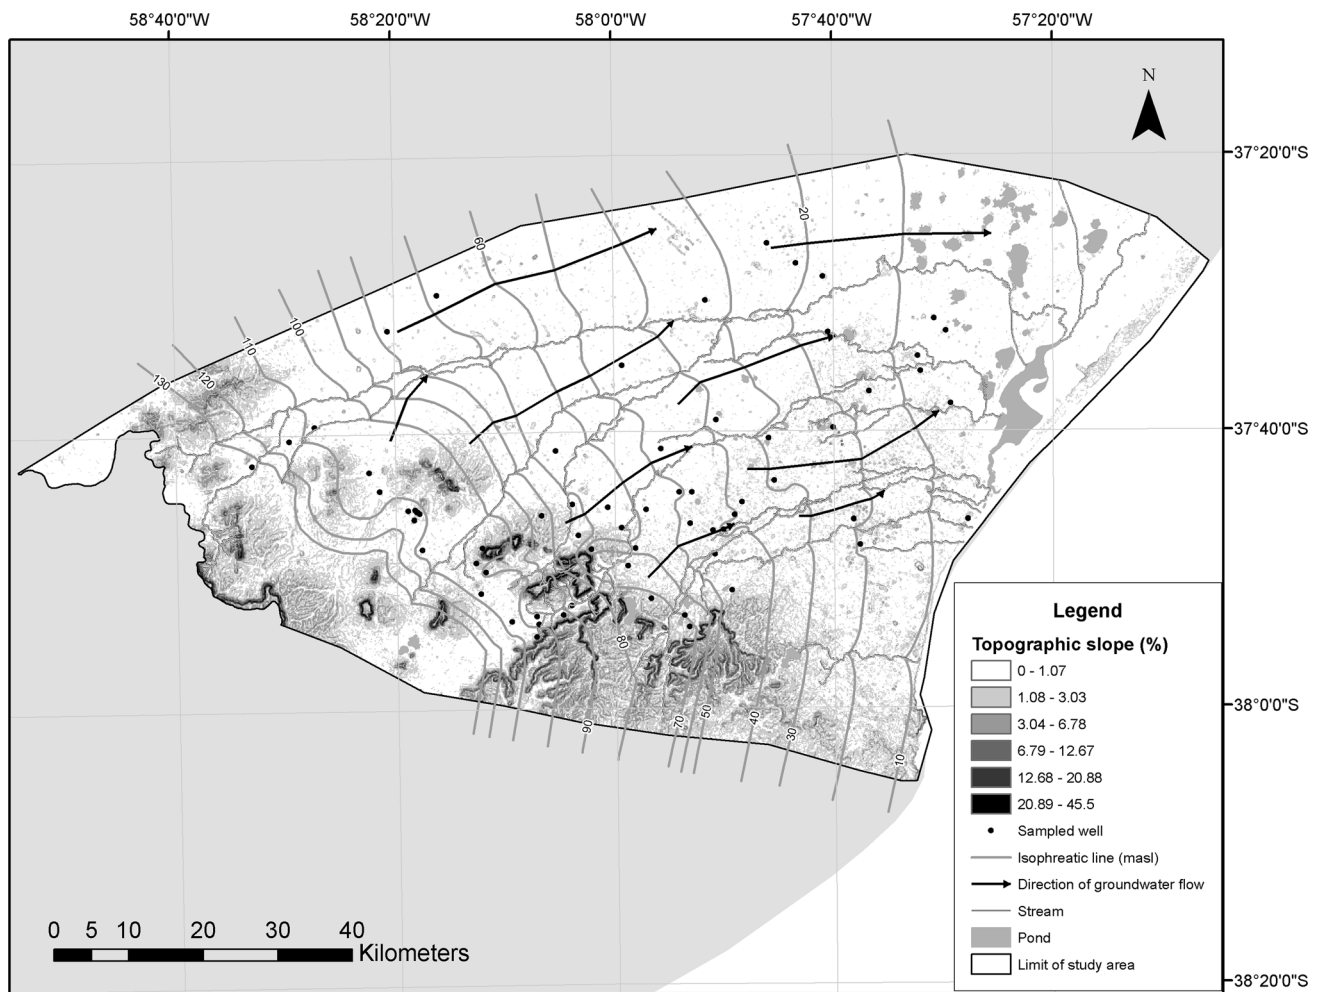 58°40'0"W 58°20'0"W 58°0'0"W 57°40'0"W 57°20'0"W
N
37°20'0"S
20
60
100
110
120
130
37°40'0"S
80
38°0'0"S
90
70
50
40
30
10
Legend
Topographic slope (%)
0 - 1.07
1.08 - 3.03
3.04 - 6.78
6.79 - 12.67
12.68 - 20.88
20.89 - 45.5
Sampled well
Isophreatic line (masl)
Direction of groundwater flow
Stream
Pond
Limit of study area
0 5 10 20 30 40
Kilometers
38°20'0"S